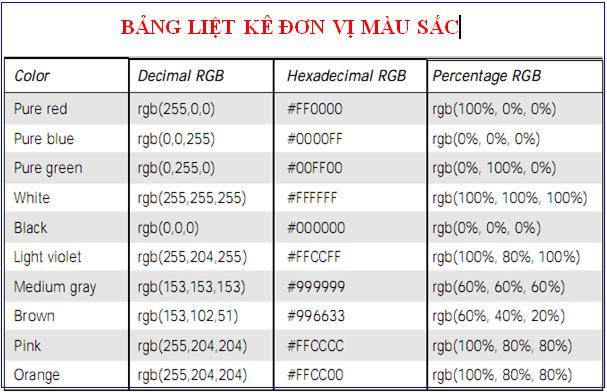 BẢNG LIỆT KÊ ĐƠN VỊ MÀU SẮC
Color Decimal RGB Hexadecimal RGB Percentage RGB
Pure red rgb(255,0,0) #FF0000 rgb(100%, 0%, 0%)
Pure blue rgb(0,0,255) #0000FF rgb(0%, 0%, 0%)
Pure green rgb(0,255,0) #00FF00 rgb(0%, 100%, 0%)
White rgb(255,255,255) #FFFFFF rgb(100%, 100%, 100%)
Black rgb(0,0,0) #000000 rgb(0%, 0%, 0%)
Light violet rgb(255,204,255) #FFCCFF rgb(100%, 80%, 100%)
Medium gray rgb(153,153,153) #999999 rgb(60%, 60%, 60%)
Brown rgb(153,102,51) #996633 rgb(60%, 40%, 20%)
Pink rgb(255,204,204) #FFCCCC rgb(100%, 80%, 80%)
Orange rgb(255,204,204) #FFCC00 rgb(100%, 80%, 80%)